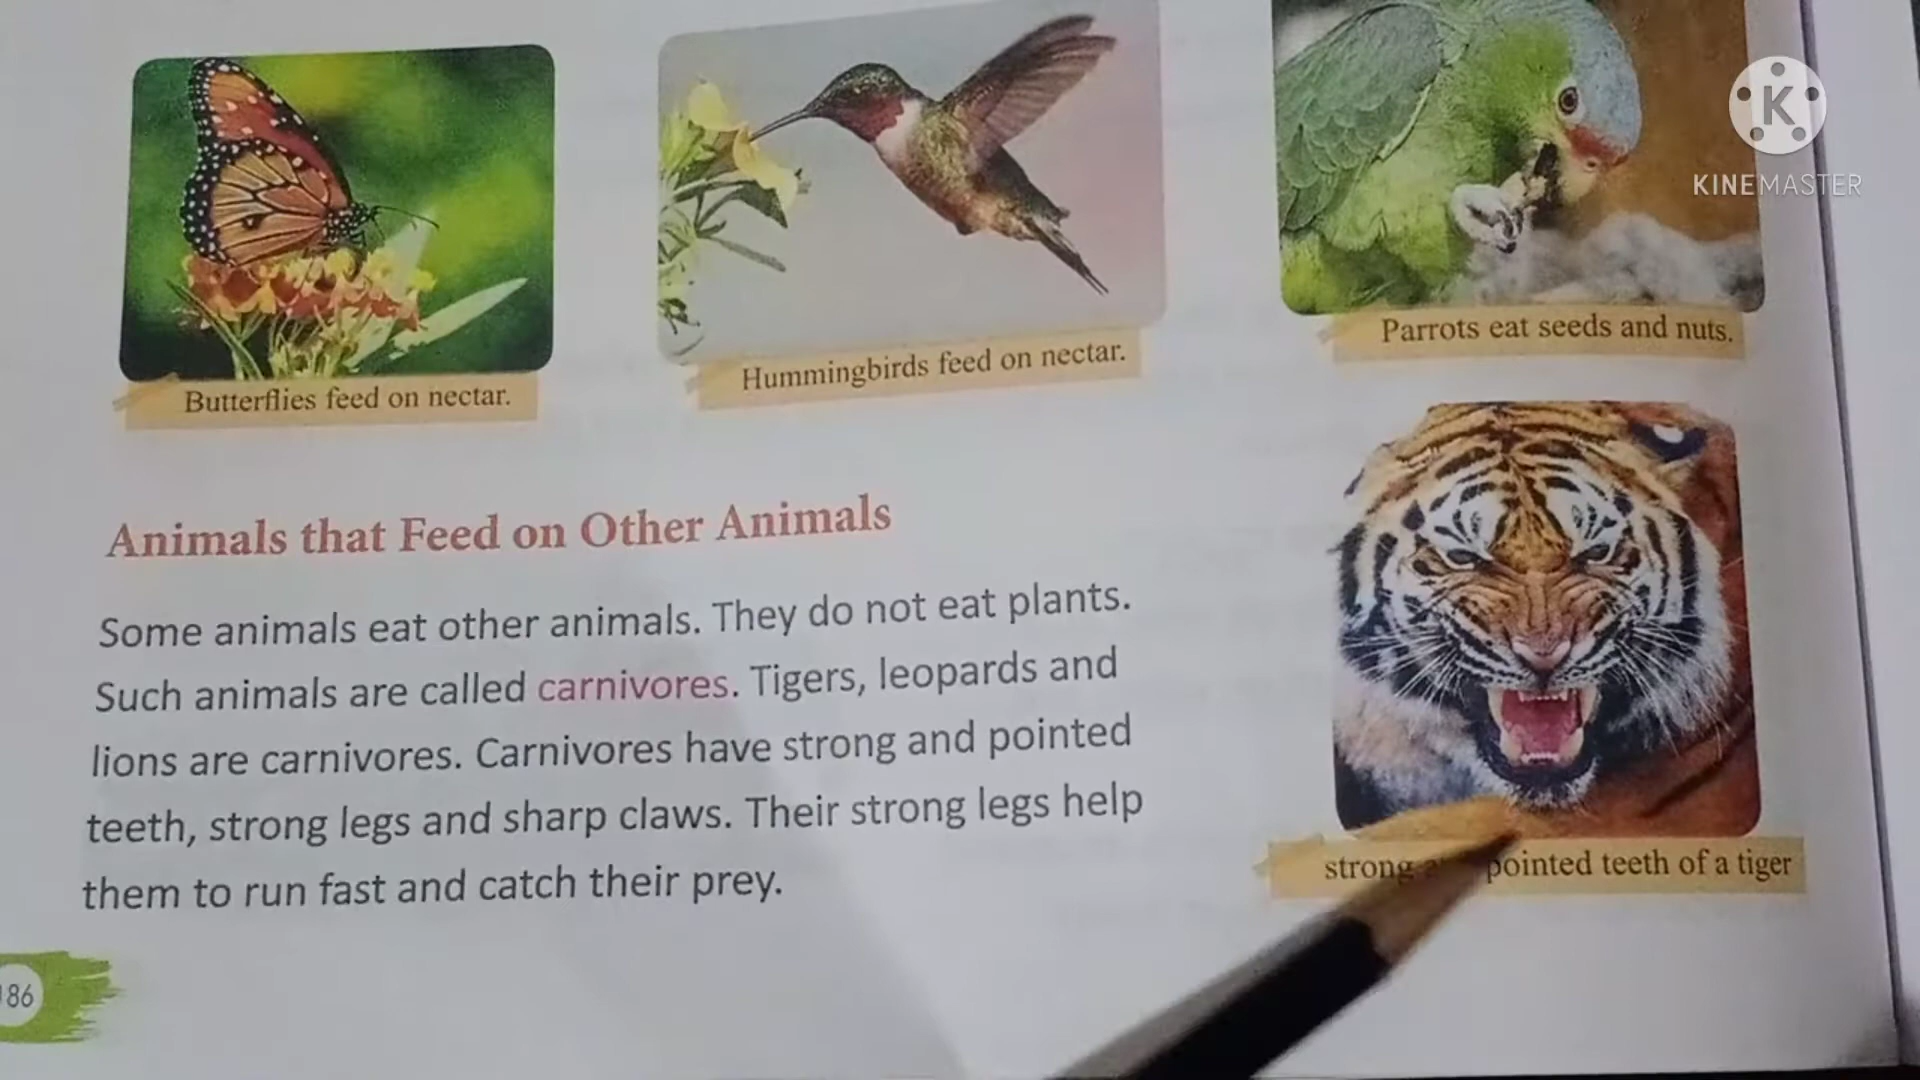 K
KINEMASTER
Parrots eat seeds and nuts.
Hummingbirds feed on nectar.
Butterflies feed on nectar.
Animals that Feed on Other Animals
Some animals eat other animals. They do not eat plants.
Such animals are called carnivores. Tigers, leopards and
lions are carnivores. Carnivores have strong and pointed
teeth, strong legs and sharp claws. Their strong legs help
them to run fast and catch their prey.
strong pointed teeth of a tiger
86